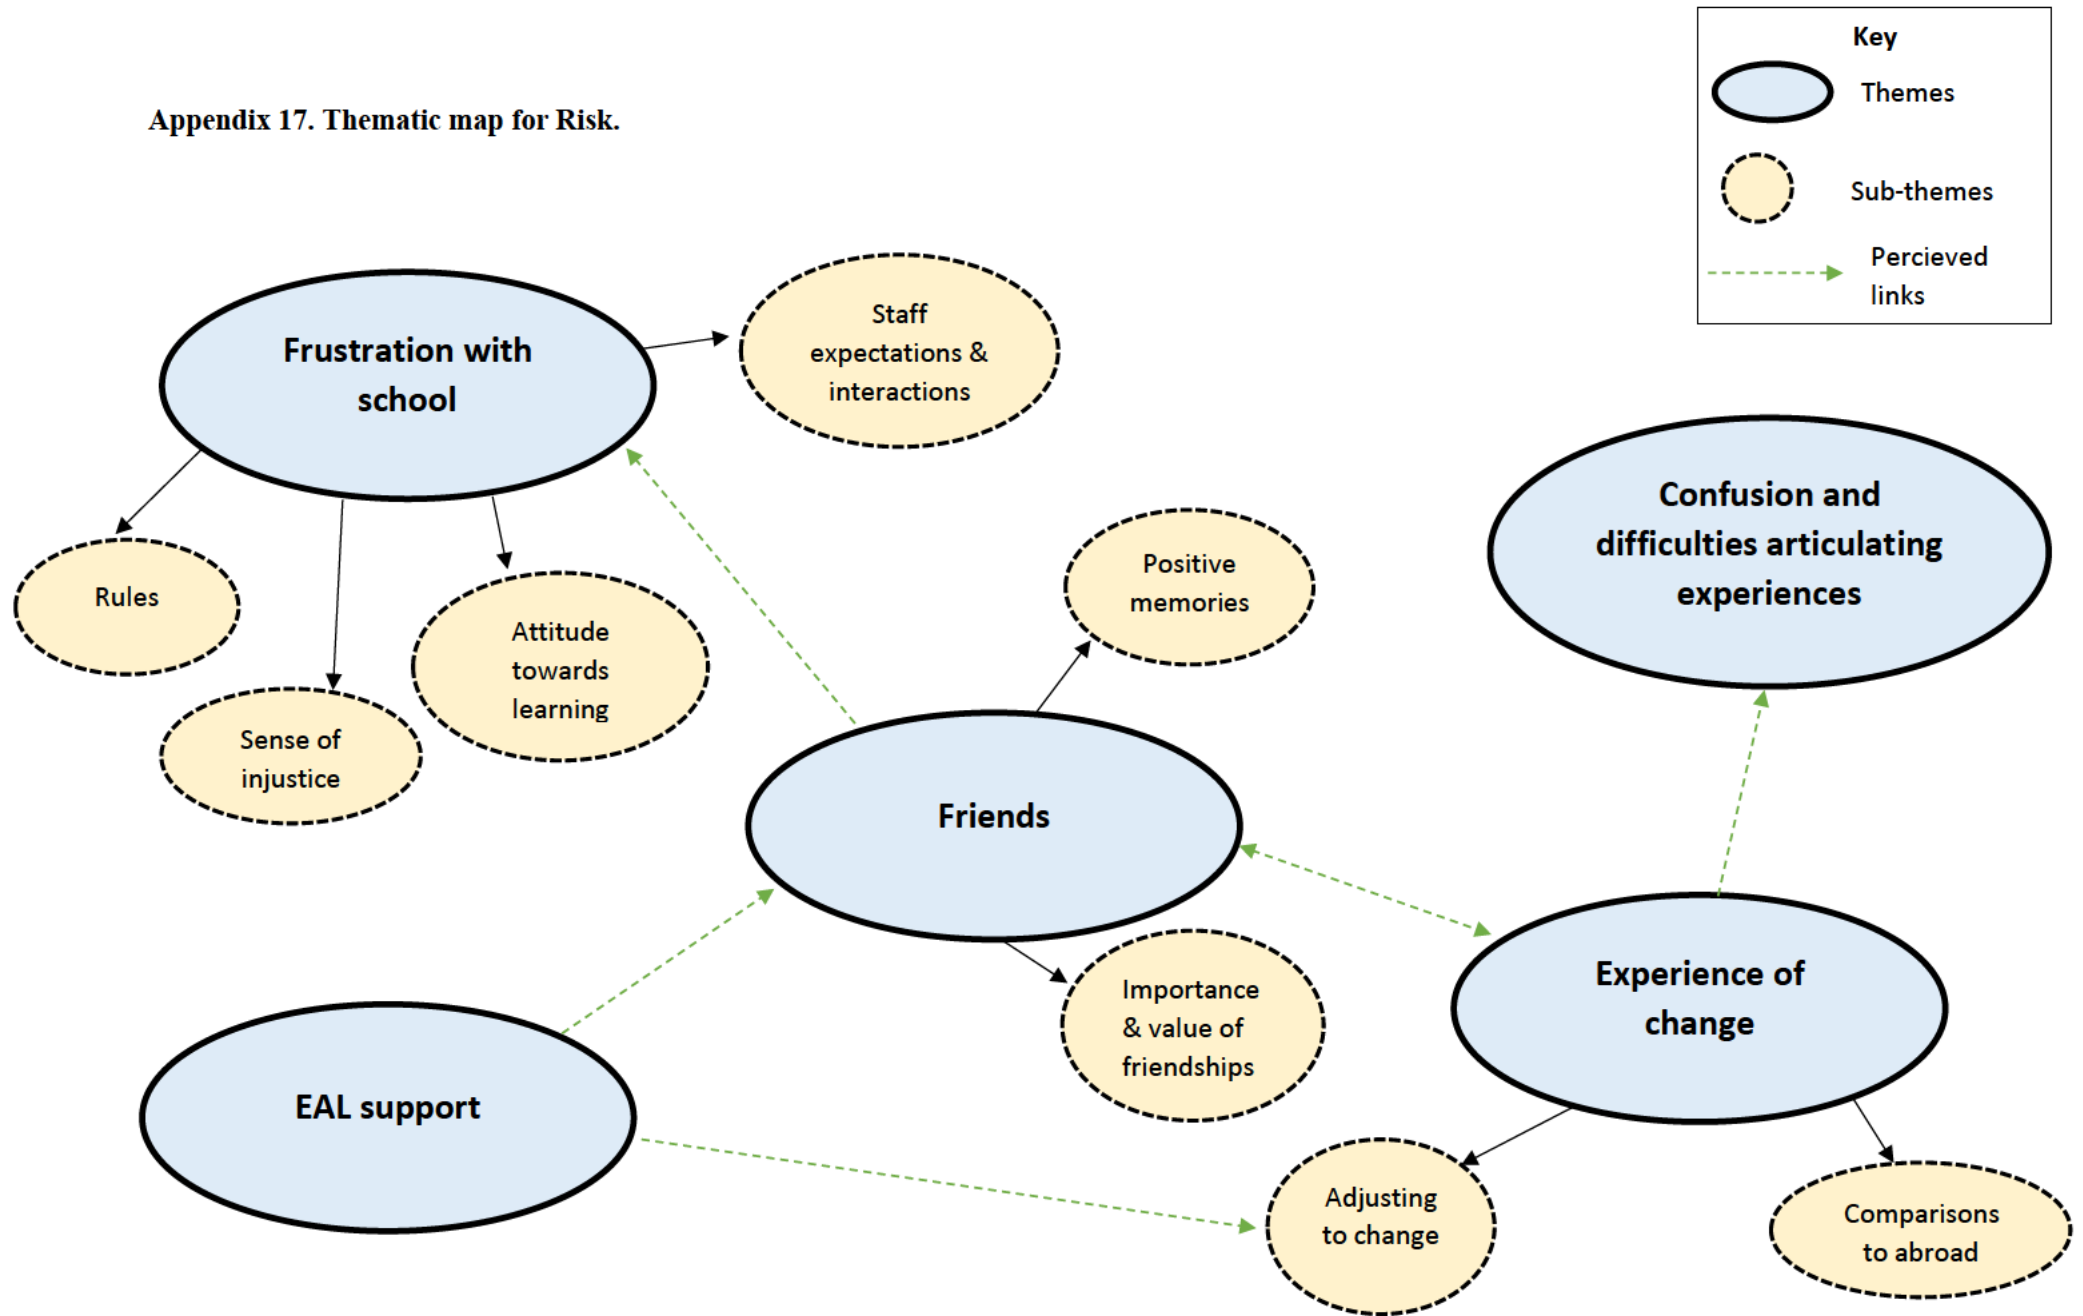 Key
Themes
Appendix 17. Thematic map for Risk.
Sub-themes
Percieved
links
Staff
expectations &
interactions
Frustration with
school
Confusion and
difficulties articulating
experiences
Positive
memories
Rules
Attitude
towards
learning
Sense of
injustice
Friends
Experience of
change
Importance
& value of
friendships
EAL support
Adjusting
to change
Comparisons
to abroad